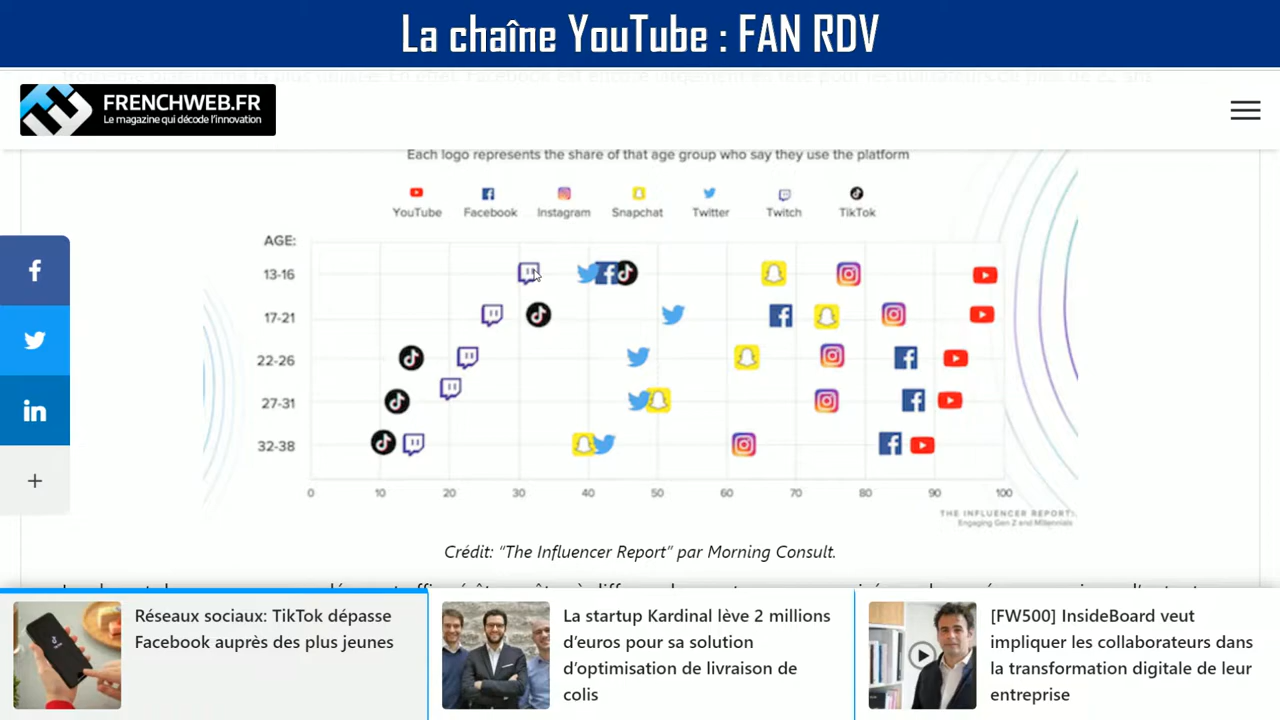 La chaîne YouTube : FAN RDV
FRENCHWEB.FR
Le magazine qui décode l'innovation
Each logo represents the share of that age group who say they use the platform
YouTube Facebook Instagram Snapchat Twitter Twitch TikTok
AGE:
13-16
17-21
22-26
27-31
32-38
0 10 20 30 40 50 60 70 80 90 100
THE INFLUENCER REPORT:
Engaging Gen Z and Millennials
Crédit: “The Influencer Report” par Morning Consult.
Réseaux sociaux: TikTok dépasse
Facebook auprès des plus jeunes
La startup Kardinal lève 2 millions
d’euros pour sa solution
d’optimisation de livraison de
colis
[FW500] InsideBoard veut
impliquer les collaborateurs dans
la transformation digitale de leur
entreprise